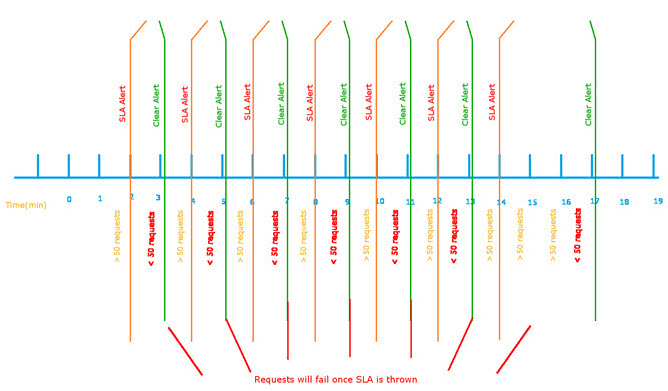 SLA Alert
Clear Alert
SLA Alert
Clear Alert
SLA Alert
Clear Alert
SLA Alert
Clear Alert
SLA Alert
Clear Alert
SLA Alert
Clear Alert
SLA Alert
Clear Alert
Time(min) 0 1 2 3 4 5 6 7 8 9 10 11 12 13 14 15 16 17 18 19
>50 requests
< 50 requests
>50 requests
< 50 requests
>50 requests
< 50 requests
>50 requests
< 50 requests
>50 requests
< 50 requests
>50 requests
< 50 requests
>50 requests
>50 requests
>50 requests
< 50 requests
Requests will fail once SLA is thrown